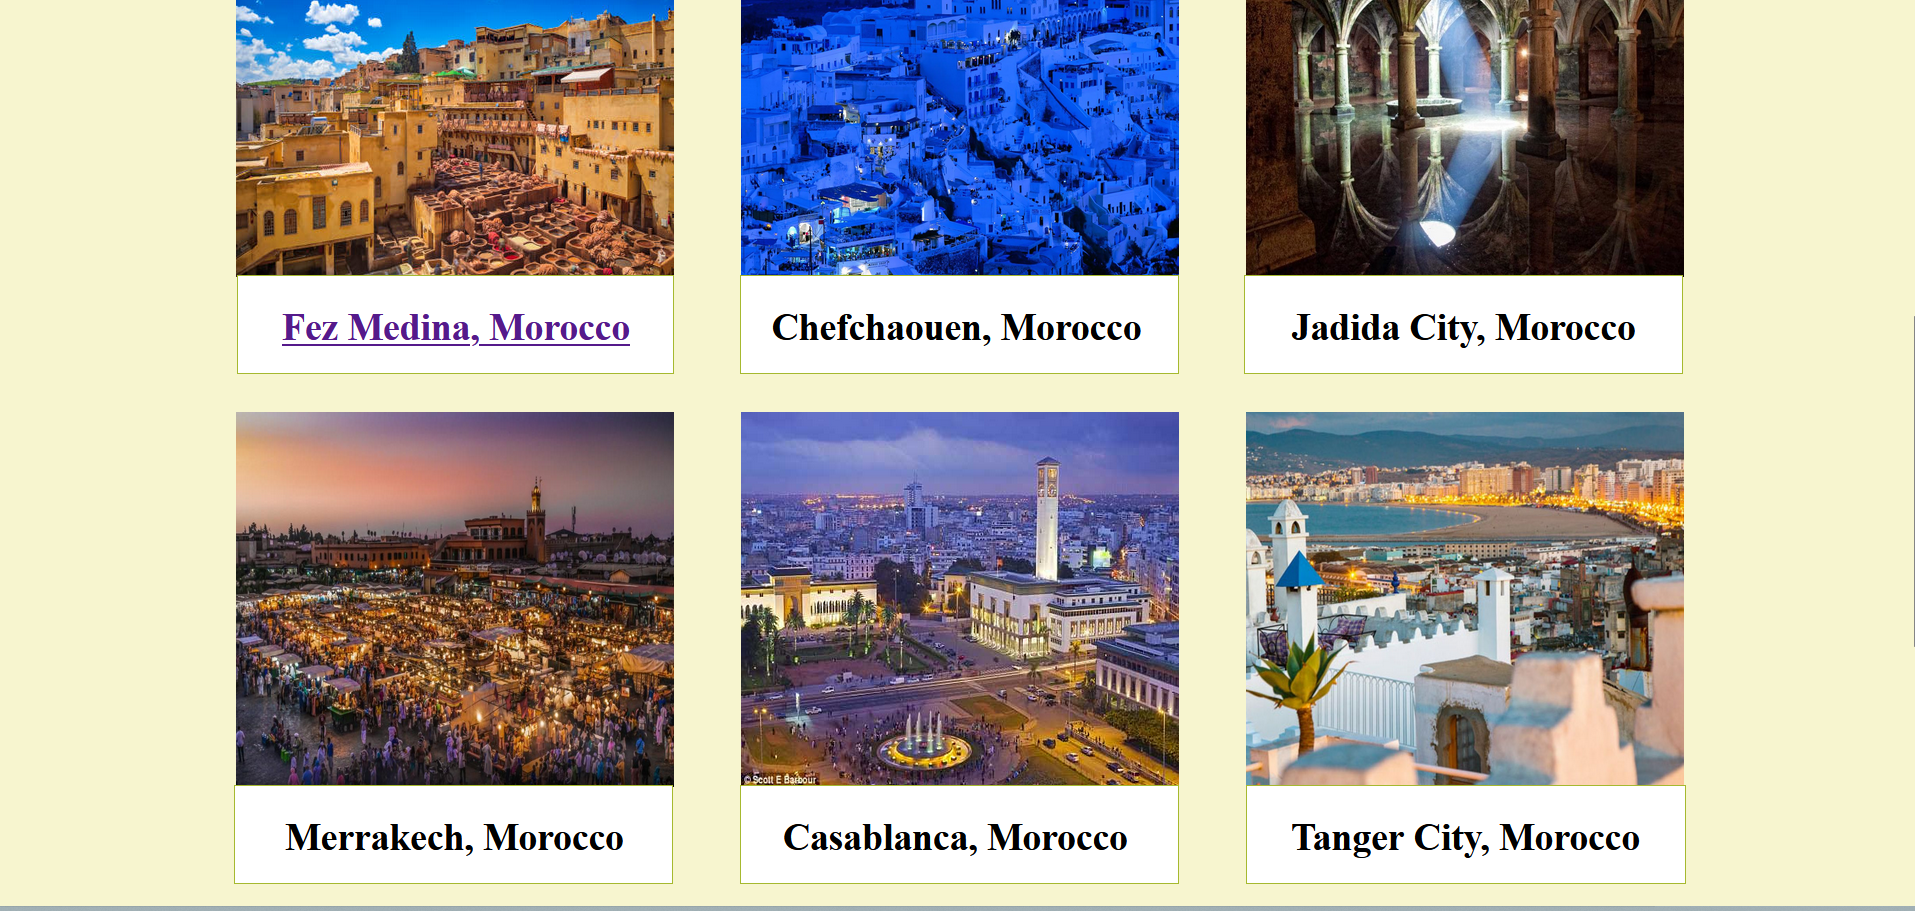 Fez Medina, Morocco
Chefchaouen, Morocco
Jadida City, Morocco
© Scott E Barbour
Merrakech, Morocco
Casablanca, Morocco
Tanger City, Morocco